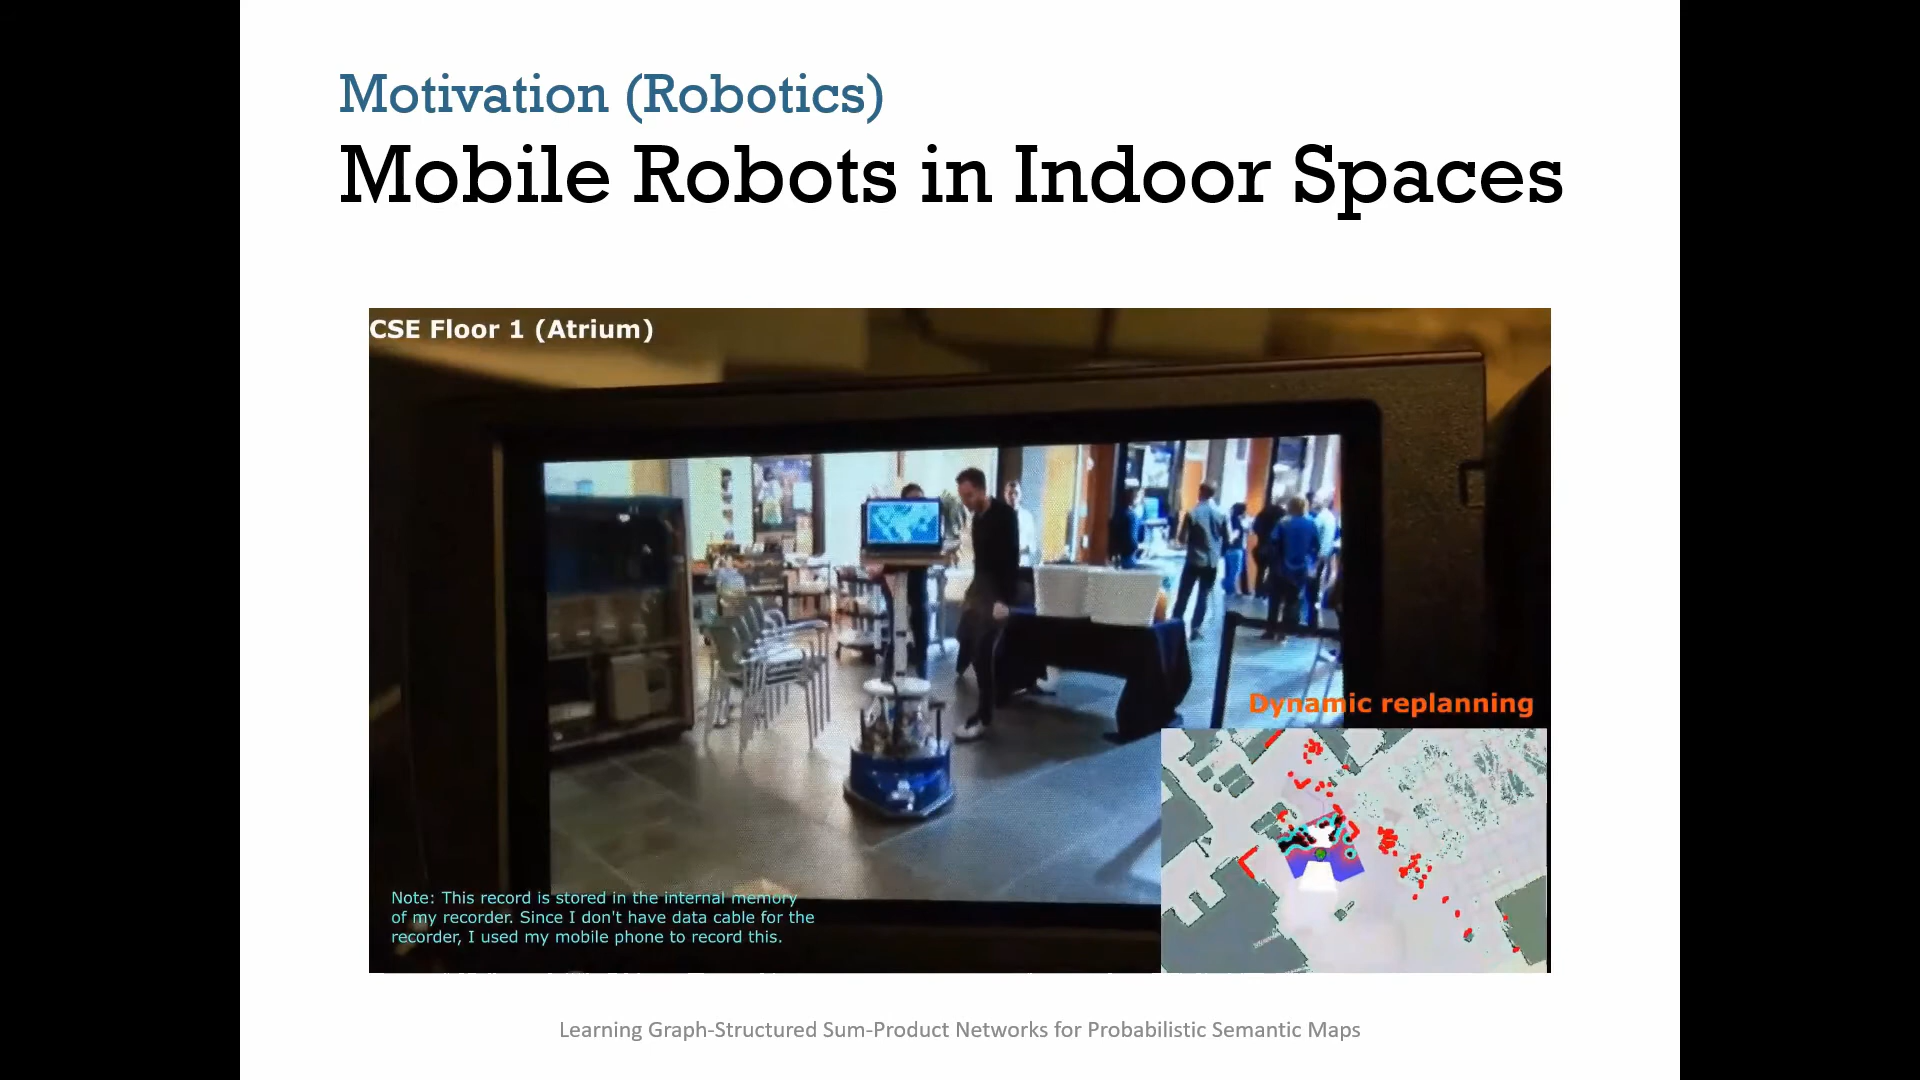 Motivation (Robotics)
Mobile Robots in Indoor Spaces
CSE Floor 1 (Atrium)
Dynamic replanning
Note: This record is stored in the internal memory
of my recorder. Since I don't have data cable for the
recorder, I used my mobile phone to record this.
Learning Graph-Structured Sum-Product Networks for Probabilistic Semantic Maps